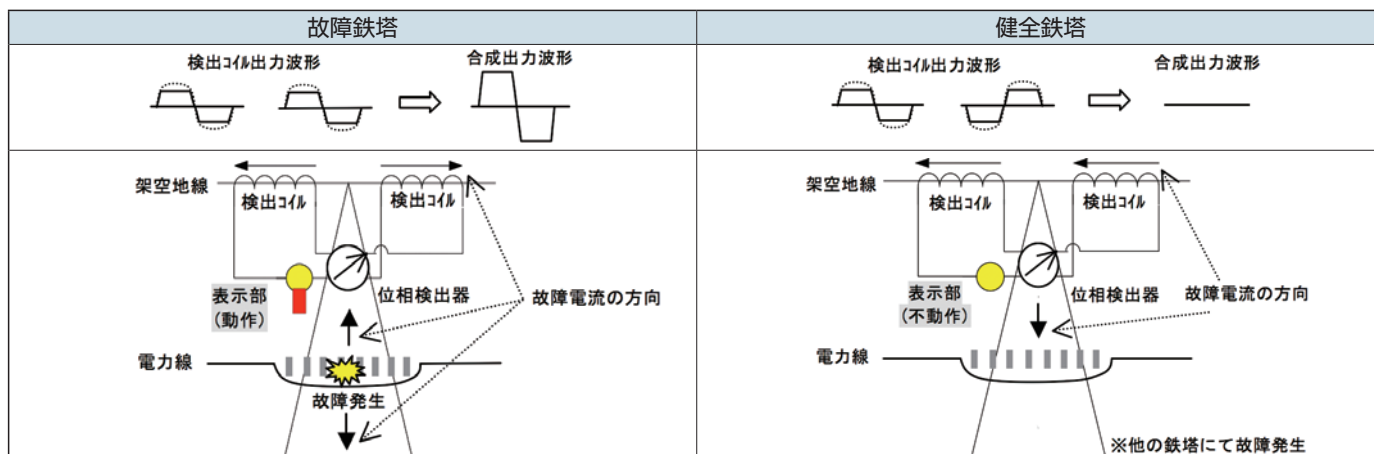 故障鉄塔
検出コイル出力波形
合成出力波形
架空地線
検出コイル
検出コイル
表示部
(動作)
位相検出器
故障電流の方向
電力線
故障発生
健全鉄塔
検出コイル出力波形
合成出力波形
架空地線
検出コイル
検出コイル
表示部
(不動作)
位相検出器
故障電流の方向
電力線
※他の鉄塔にて故障発生